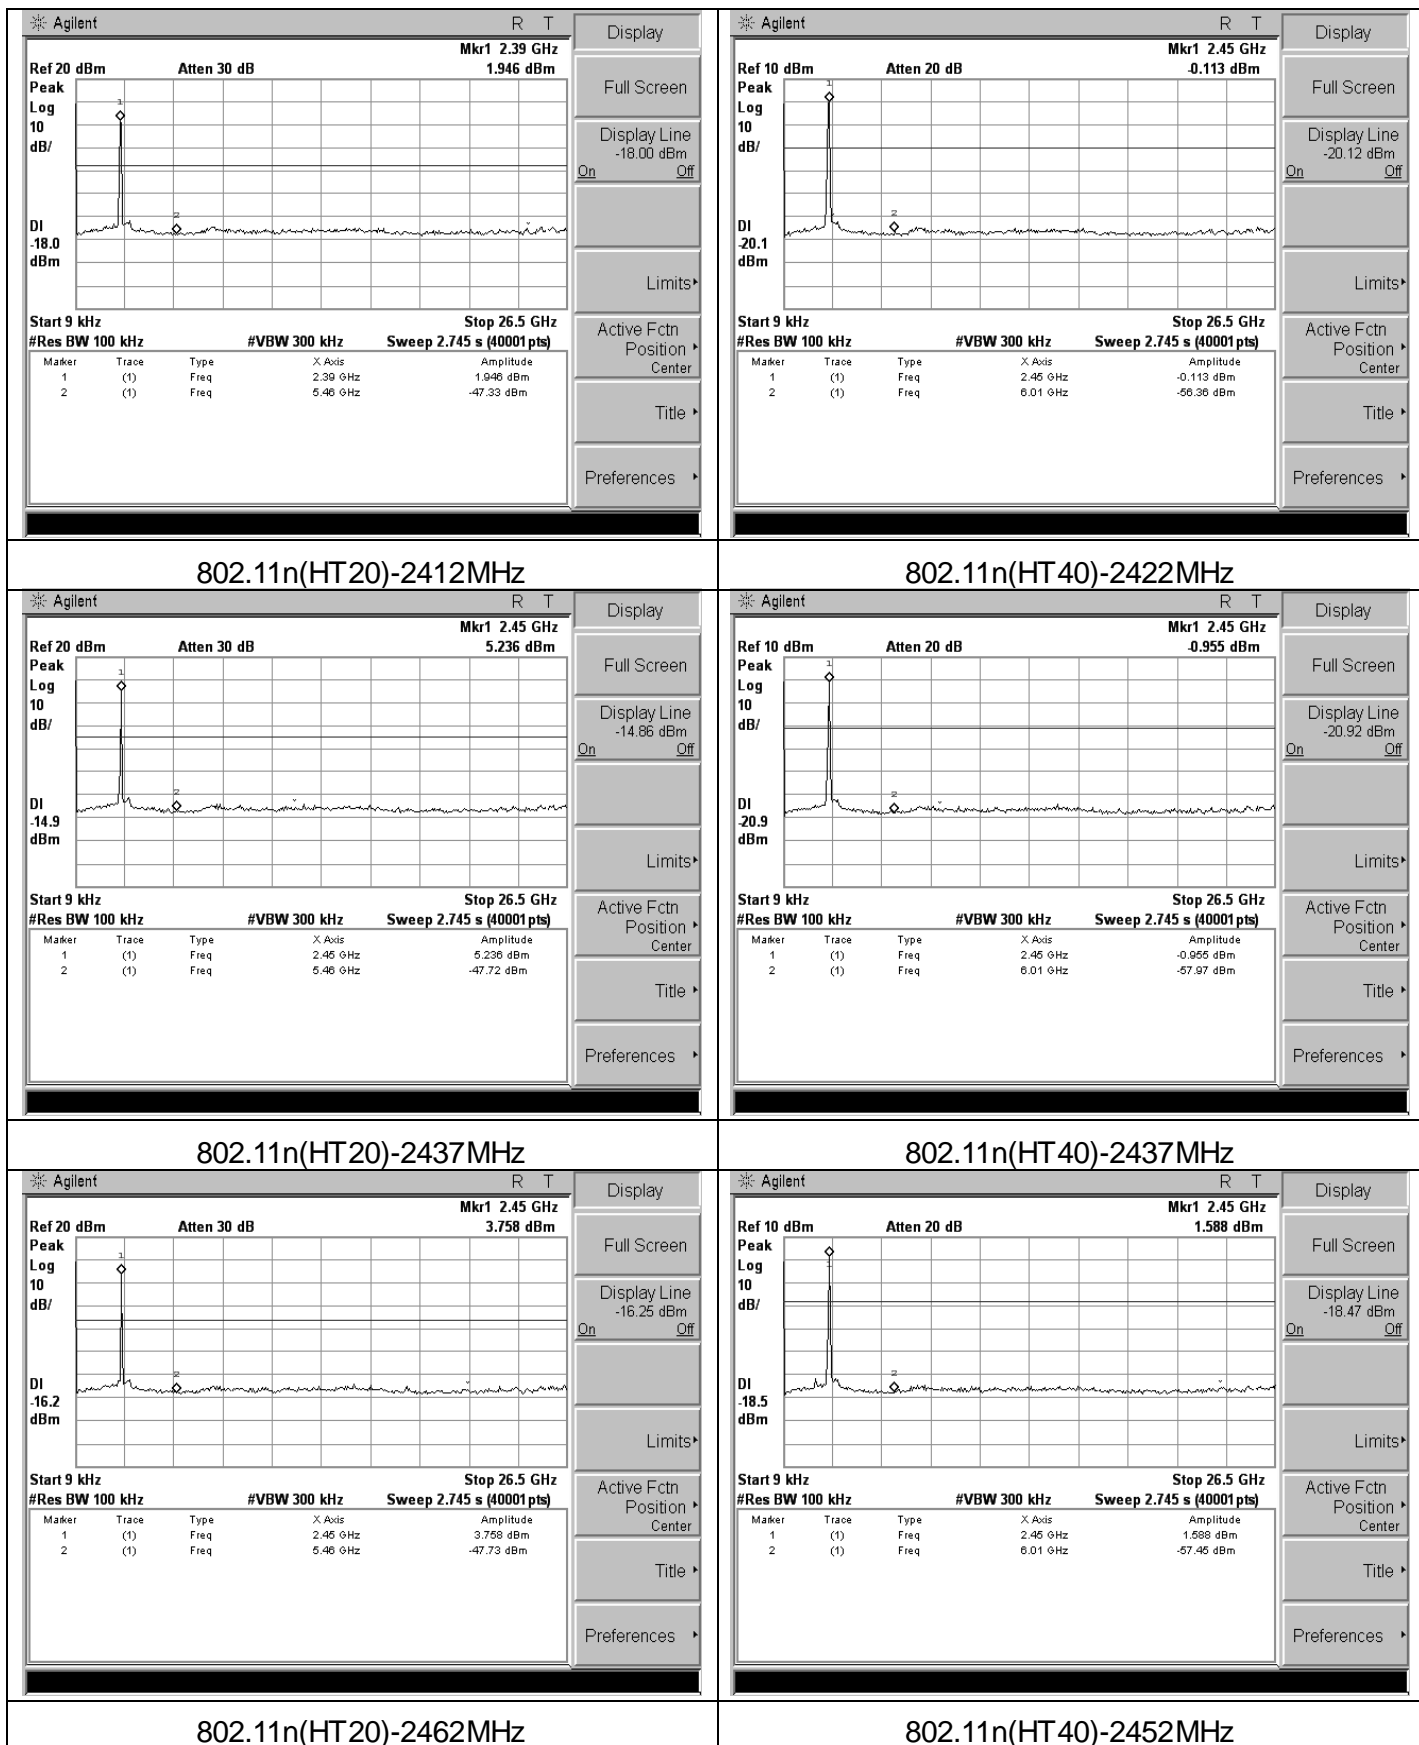 Agilent R T
Display
Mkr1 2.39 GHz
Ref 20 dBm Atten 30 dB 1.946 dBm
Peak
Log
10
dB/
1
2
DI
-18.0
dBm
Start 9 kHz Stop 26.5 GHz
#Res BW 100 kHz #VBW 300 kHz Sweep 2.745 s (40001 pts)
Marker Trace Type X Axis Amplitude
1 (1) Freq 2.39 GHz 1.946 dBm
2 (1) Freq 5.46 GHz -47.33 dBm
Full Screen
Display Line
-18.00 dBm
On Off
Limits
Active Fctn
Position
Center
Title
Preferences
802.11n(HT20)-2412MHz
Agilent R T
Display
Mkr1 2.45 GHz
Ref 10 dBm Atten 20 dB -0.113 dBm
Peak
Log
10
dB/
1
2
DI
-20.1
dBm
Start 9 kHz Stop 26.5 GHz
#Res BW 100 kHz #VBW 300 kHz Sweep 2.745 s (40001 pts)
Marker Trace Type X Axis Amplitude
1 (1) Freq 2.45 GHz -0.113 dBm
2 (1) Freq 6.01 GHz -56.36 dBm
Full Screen
Display Line
-20.12 dBm
On Off
Limits
Active Fctn
Position
Center
Title
Preferences
802.11n(HT40)-2422MHz
Agilent R T
Display
Mkr1 2.45 GHz
Ref 20 dBm Atten 30 dB 5.236 dBm
Peak
Log
10
dB/
1
2
DI
-14.9
dBm
Start 9 kHz Stop 26.5 GHz
#Res BW 100 kHz #VBW 300 kHz Sweep 2.745 s (40001 pts)
Marker Trace Type X Axis Amplitude
1 (1) Freq 2.45 GHz 5.236 dBm
2 (1) Freq 5.46 GHz -47.72 dBm
Full Screen
Display Line
-14.86 dBm
On Off
Limits
Active Fctn
Position
Center
Title
Preferences
802.11n(HT20)-2437MHz
Agilent R T
Display
Mkr1 2.45 GHz
Ref 10 dBm Atten 20 dB -0.955 dBm
Peak
Log
10
dB/
1
2
DI
-20.9
dBm
Start 9 kHz Stop 26.5 GHz
#Res BW 100 kHz #VBW 300 kHz Sweep 2.745 s (40001 pts)
Marker Trace Type X Axis Amplitude
1 (1) Freq 2.45 GHz -0.955 dBm
2 (1) Freq 6.01 GHz -57.97 dBm
Full Screen
Display Line
-20.92 dBm
On Off
Limits
Active Fctn
Position
Center
Title
Preferences
802.11n(HT40)-2437MHz
Agilent R T
Display
Mkr1 2.45 GHz
Ref 20 dBm Atten 30 dB 3.758 dBm
Peak
Log
10
dB/
1
2
DI
-16.2
dBm
Start 9 kHz Stop 26.5 GHz
#Res BW 100 kHz #VBW 300 kHz Sweep 2.745 s (40001 pts)
Marker Trace Type X Axis Amplitude
1 (1) Freq 2.45 GHz 3.758 dBm
2 (1) Freq 5.46 GHz -47.73 dBm
Full Screen
Display Line
-16.25 dBm
On Off
Limits
Active Fctn
Position
Center
Title
Preferences
802.11n(HT20)-2462MHz
Agilent R T
Display
Mkr1 2.45 GHz
Ref 10 dBm Atten 20 dB 1.588 dBm
Peak
Log
10
dB/
1
2
DI
-18.5
dBm
Start 9 kHz Stop 26.5 GHz
#Res BW 100 kHz #VBW 300 kHz Sweep 2.745 s (40001 pts)
Marker Trace Type X Axis Amplitude
1 (1) Freq 2.45 GHz 1.588 dBm
2 (1) Freq 6.01 GHz -57.45 dBm
Full Screen
Display Line
-18.47 dBm
On Off
Limits
Active Fctn
Position
Center
Title
Preferences
802.11n(HT40)-2452MHz